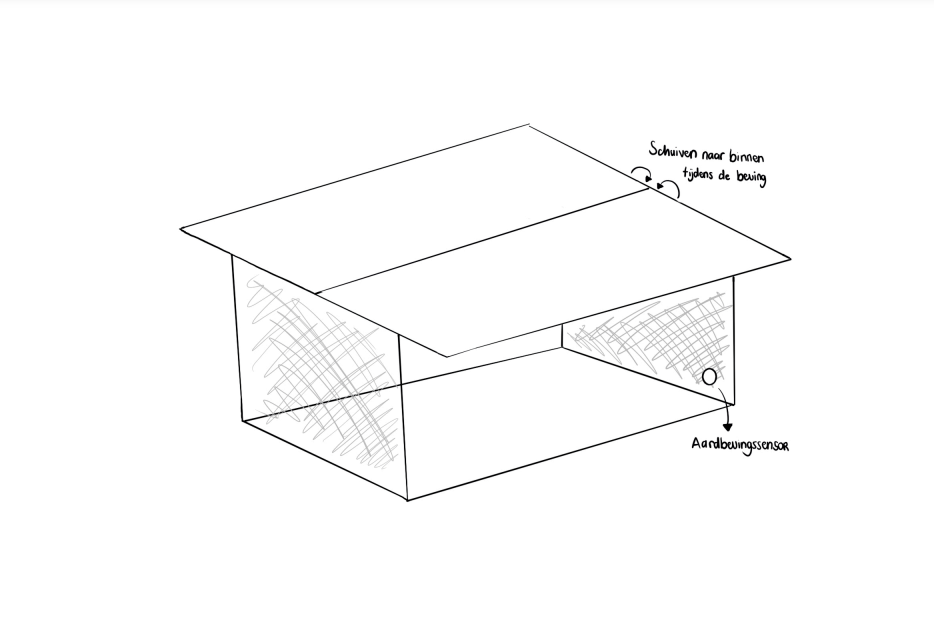 Schuiven naar binnen
tijdens de beving
Aardbevingssensor